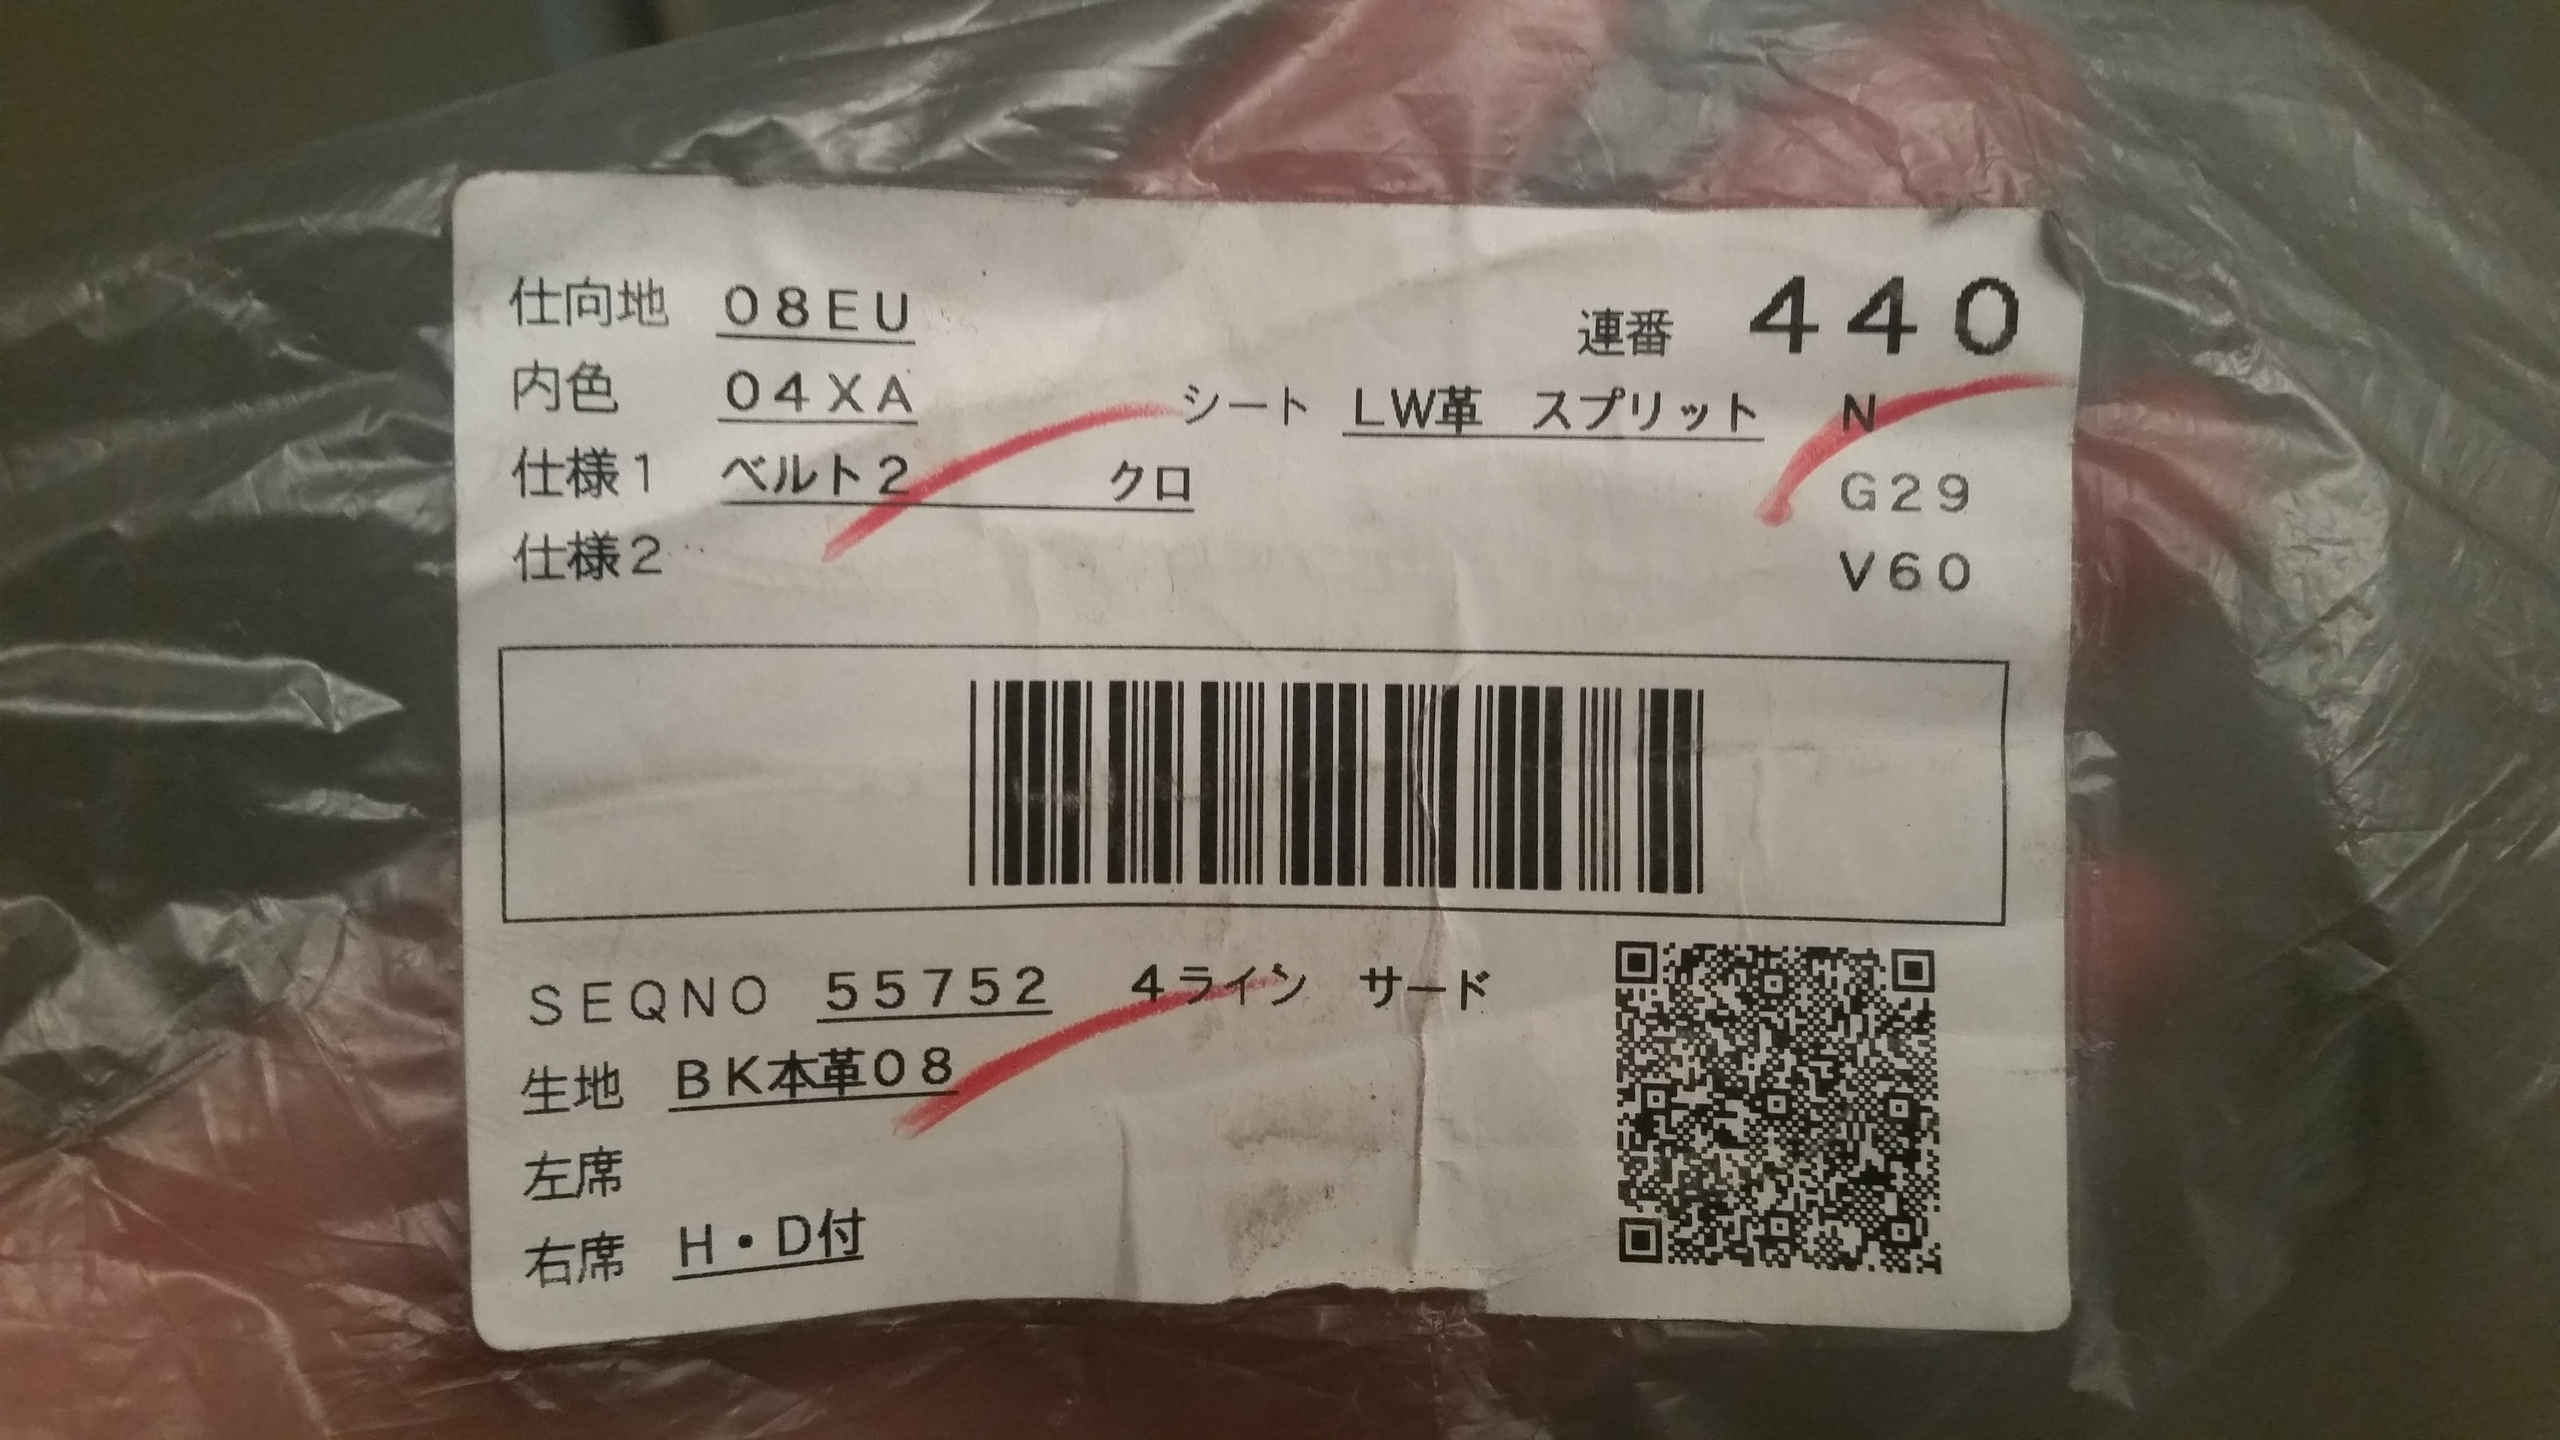 仕向地 08EU 連番 440
内色 04XA シート LW革 スプリット N
仕様1 ベルト2 クロ G29
仕様2 V60
SEQNO 55752 4ライン サード
生地 BK本革08
左席
右席 H・D付